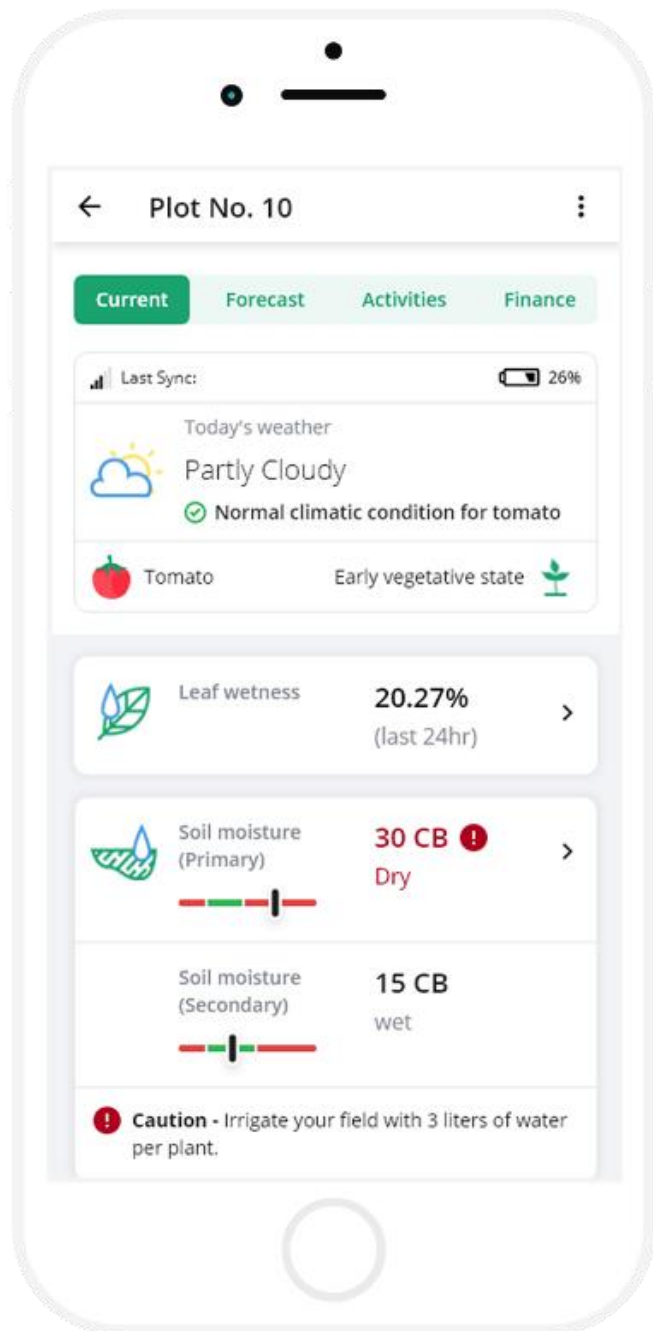 Plot No. 10
Current Forecast Activities Finance
Last Sync: 26%
Today's weather
Partly Cloudy
Normal climatic condition for tomato
Tomato Early vegetative state
Leaf wetness 20.27%
(last 24hr)
Soil moisture 30 CB
(Primary) Dry
Soil moisture 15 CB
(Secondary) wet
Caution - Irrigate your field with 3 liters of water
per plant.